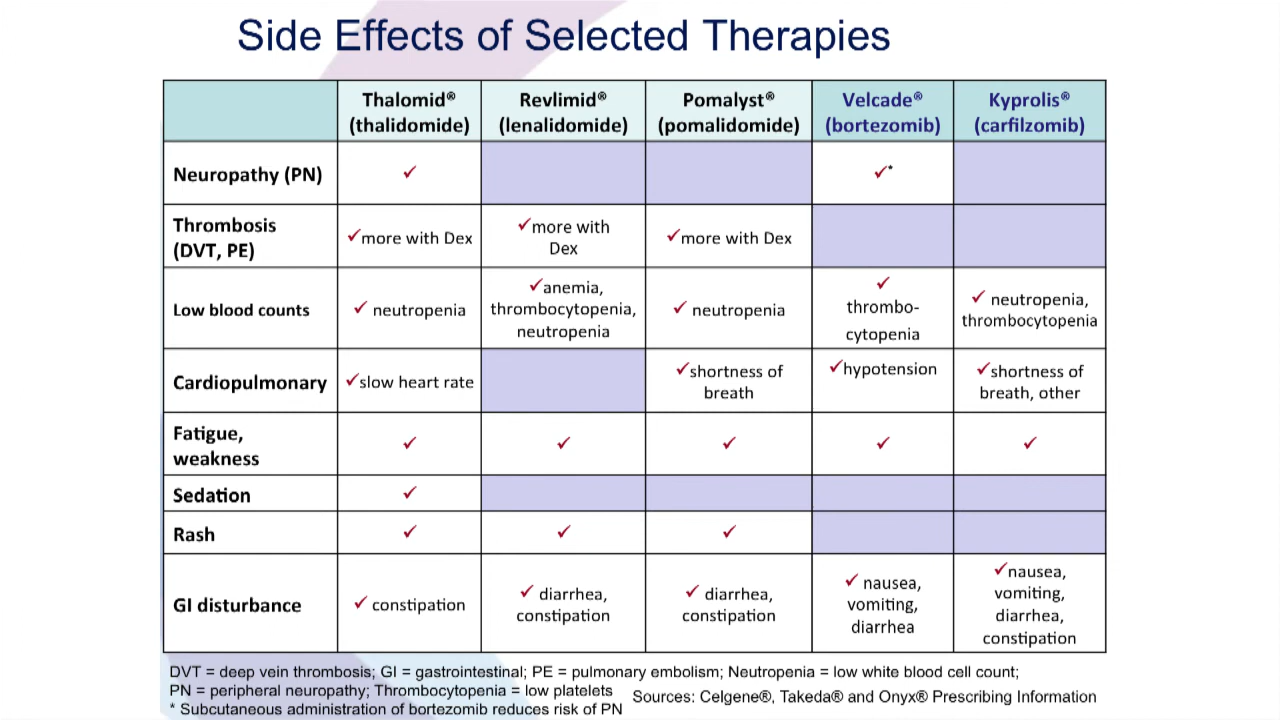 Side Effects of Selected Therapies
Thalomid®
(thalidomide)
Revlimid®
(lenalidomide)
Pomalyst®
(pomalidomide)
Velcade®
(bortezomib)
Kyprolis®
(carfilzomib)
Neuropathy (PN)
✓
✓*
Thrombosis
(DVT, PE)
✓more with Dex
✓more with
Dex
✓more with Dex
Low blood counts
✓ neutropenia
✓anemia,
thrombocytopenia,
neutropenia
✓ neutropenia
✓
thrombo-
cytopenia
✓ neutropenia,
thrombocytopenia
Cardiopulmonary
✓slow heart rate
✓shortness of
breath
✓hypotension
✓shortness of
breath, other
Fatigue,
weakness
✓
✓
✓
✓
✓
Sedation
✓
Rash
✓
✓
✓
GI disturbance
✓ constipation
✓ diarrhea,
constipation
✓ diarrhea,
constipation
✓ nausea,
vomiting,
diarrhea
✓nausea,
vomiting,
diarrhea,
constipation
DVT = deep vein thrombosis; GI = gastrointestinal; PE = pulmonary embolism; Neutropenia = low white blood cell count;
PN = peripheral neuropathy; Thrombocytopenia = low platelets
* Subcutaneous administration of bortezomib reduces risk of PN
Sources: Celgene®, Takeda® and Onyx® Prescribing Information